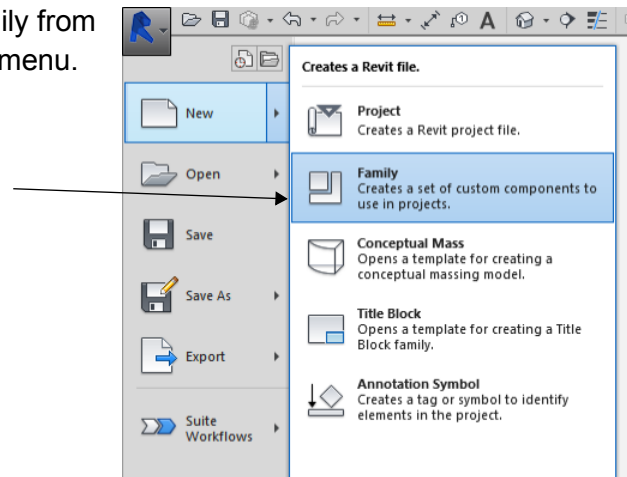 ily from
menu.
A
Creates a Revit file.
New
Project
Creates a Revit project file.
Open
Family
Creates a set of custom components to
use in projects.
Save
Conceptual Mass
Opens a template for creating a
conceptual massing model.
Save As
Title Block
Opens a template for creating a Title
Block family.
Export
Annotation Symbol
Creates a tag or symbol to identify
elements in the project.
Suite
Workflows